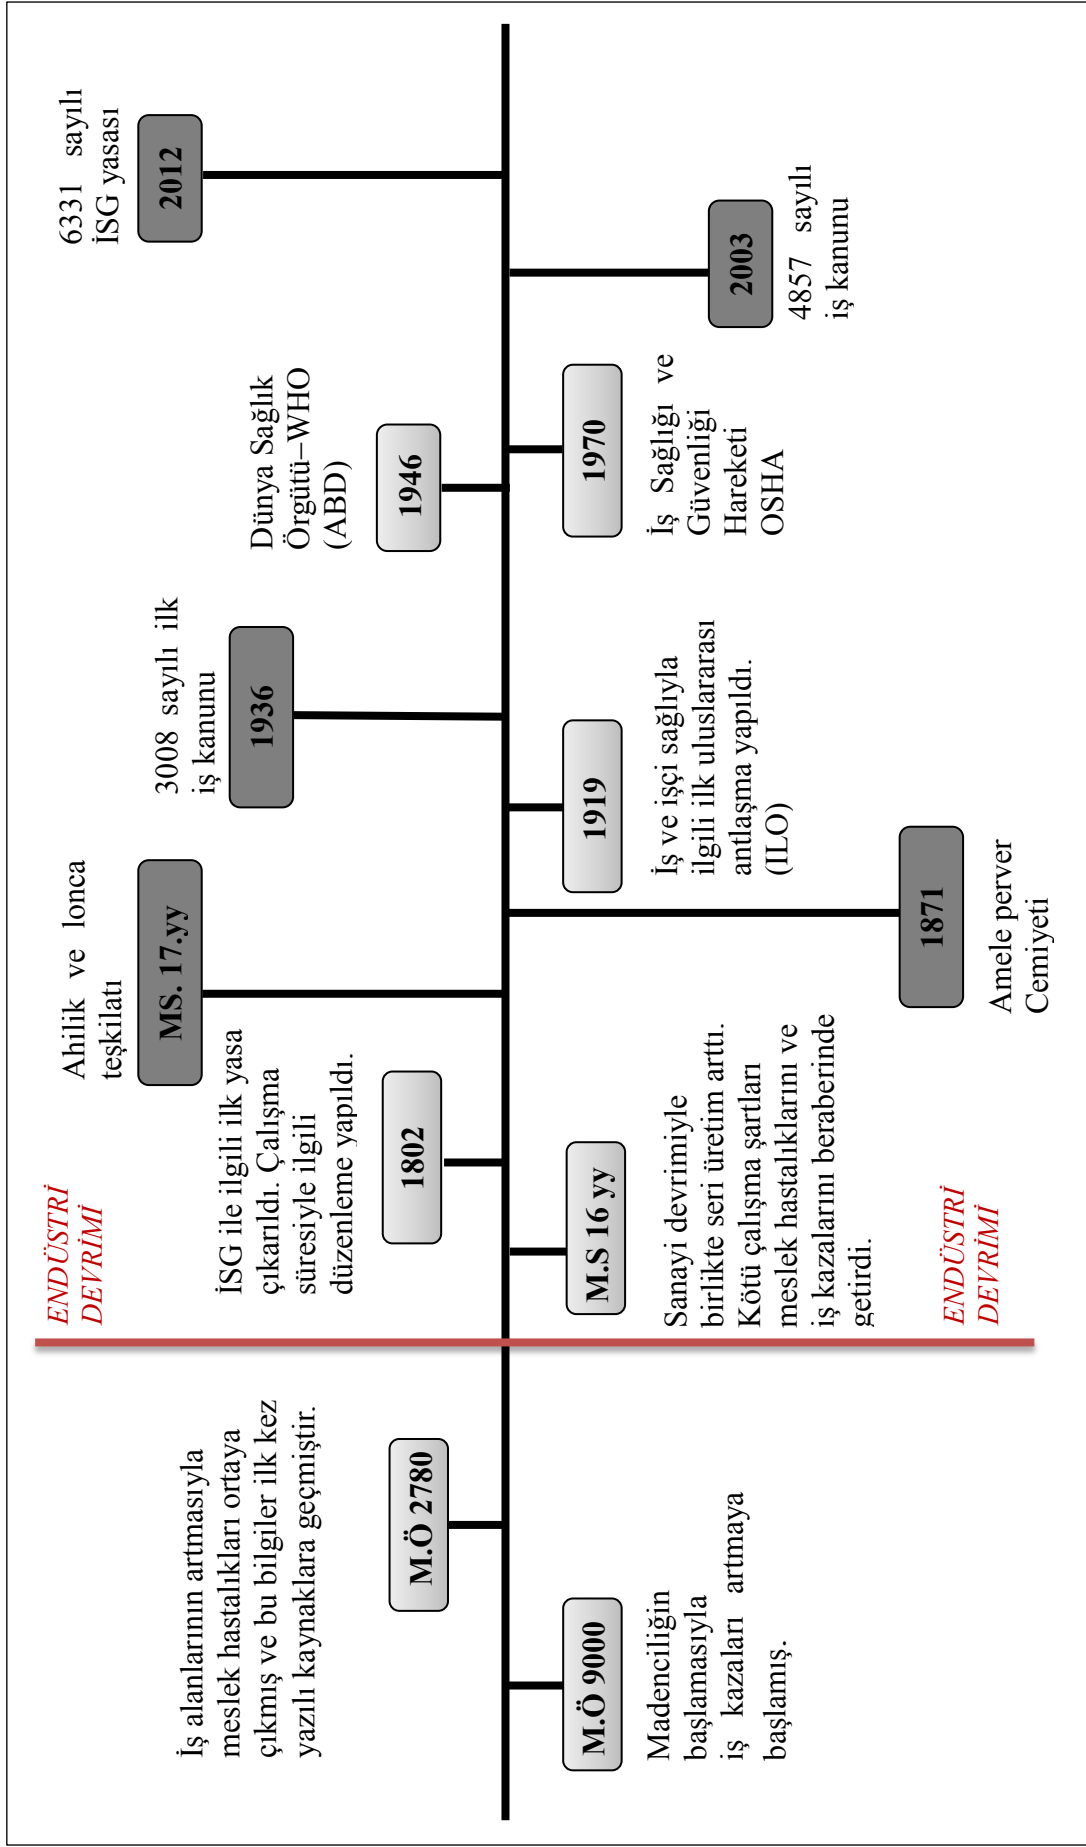 İş alanlarının artmasıyla
meslek hastalıkları ortaya
çıkmış ve bu bilgiler ilk kez
yazılı kaynaklara geçmiştir.
M.Ö 2780
M.Ö 9000
Madenciliğin
başlamasıyla
iş kazaları artmaya
başlamış.
ENDÜSTRİ
DEVRİMİ
İSG ile ilgili ilk yasa
çıkarıldı. Çalışma
süresiyle ilgili
düzenleme yapıldı.
1802
M.S 16 yy
Sanayi devrimiyle
birlikte seri üretim arttı.
Kötü çalışma şartları
meslek hastalıklarını ve
iş kazalarını beraberinde
getirdi.
ENDÜSTRİ
DEVRİMİ
Ahilik ve lonca
teşkilatı
MS. 17.yy
1871
Amele perver
Cemiyeti
3008 sayılı ilk
iş kanunu
1936
1919
İş ve işçi sağlıyla
ilgili ilk uluslararası
antlaşma yapıldı.
(ILO)
Dünya Sağlık
Örgütü–WHO
(ABD)
1946
1970
İş Sağlığı ve
Güvenliği
Hareketi
OSHA
6331 sayılı
İSG yasası
2012
2003
4857 sayılı
iş kanunu